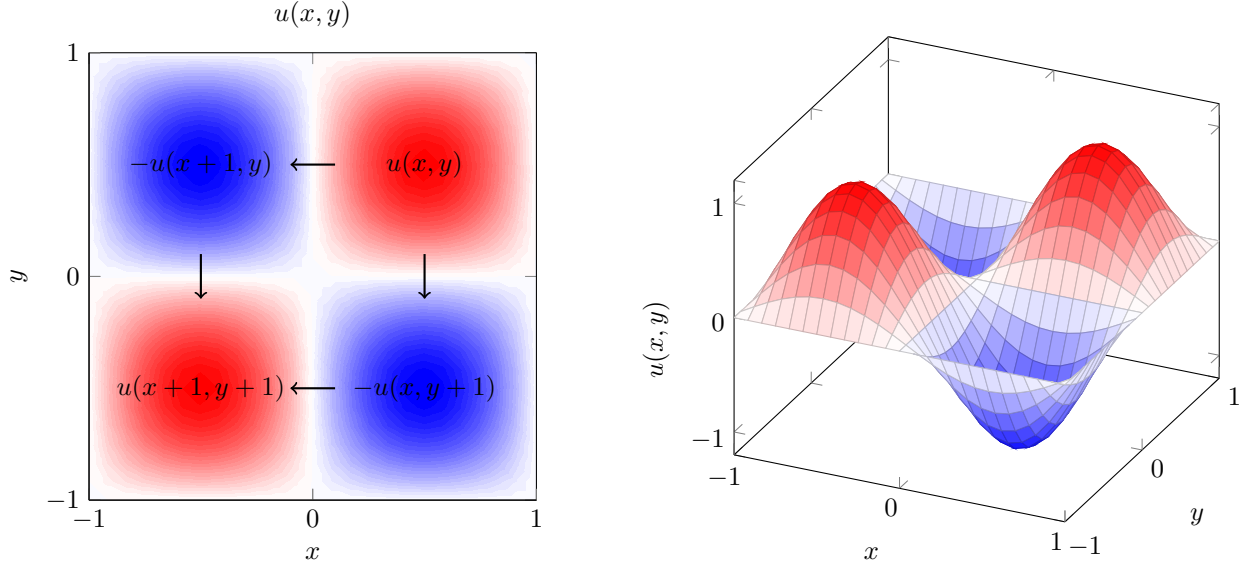 u(x, y)
1
−u(x + 1, y)
u(x, y)
0
y
u(x + 1, y + 1)
−u(x, y + 1)
−1
−1
0
1
x
1
0
−1
u(x, y)
−1
0
1
x
−1
0
1
y